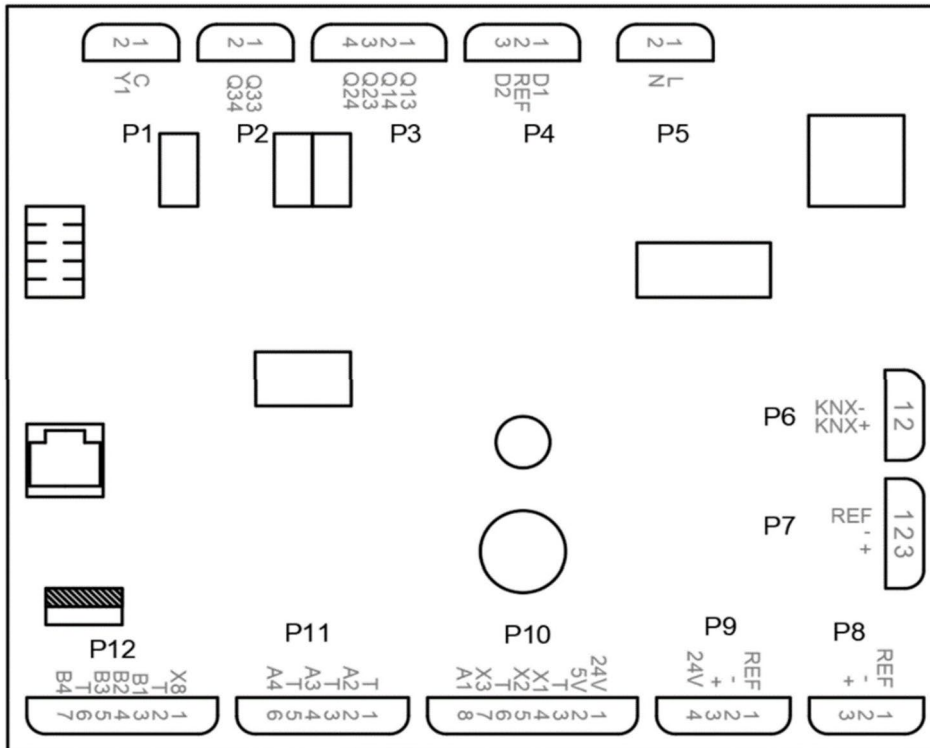 2 1
2 1
4 3 2 1
3 2 1
2 1
Y1 C
Q34 Q33
Q24 Q23 Q14 Q13
D2 REF D1
N L
P1 P2 P3 P4 P5
P6
KNX-
KNX+
1 2
P7
REF
-
+
1 2 3
P12 P11 P10 P9 P8
B4 T B3 B2 B1 T X8
A4 T A3 T A2 T
A1 X3 T X2 X1 T 5V 24V
24V + - REF
+ - REF
7 6 5 4 3 2 1
6 5 4 3 2 1
8 7 6 5 4 3 2 1
4 3 2 1
3 2 1